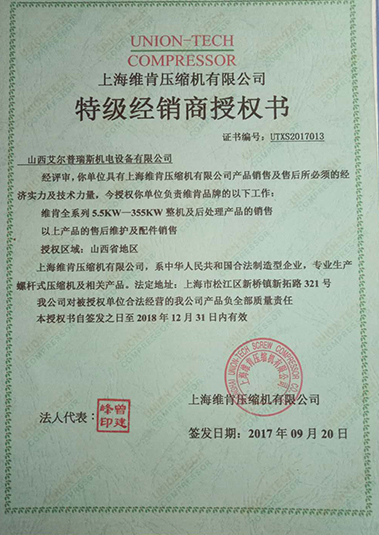 UNION-TECH
COMPRESSOR
上海维肯压缩机有限公司
特级经销商授权书
证书编号：UTXS2017013
山西艾尔普瑞斯机电设备有限公司
经评审，你单位具有上海维肯压缩机有限公司产品销售及售后所必须的经
济实力及技术力量，今授权你单位负责维肯品牌的以下工作：
维肯全系列 5.5KW—355KW 整机及后处理产品的销售
以上产品的售后维护及配件销售
授权区域：山西省地区
上海维肯压缩机有限公司，系中华人民共和国合法制造型企业，专业生产
螺杆式压缩机及相关产品。法定地址：上海市松江区新桥镇新拓路 321 号
我公司对被授权单位合法经营的我公司产品负全部质量责任
本授权书自签发之日至 2018 年 12 月 31 日内有效
上海维肯压缩机有限公司
法人代表：
曾建
峰印
签发日期：2017 年 09 月 20 日